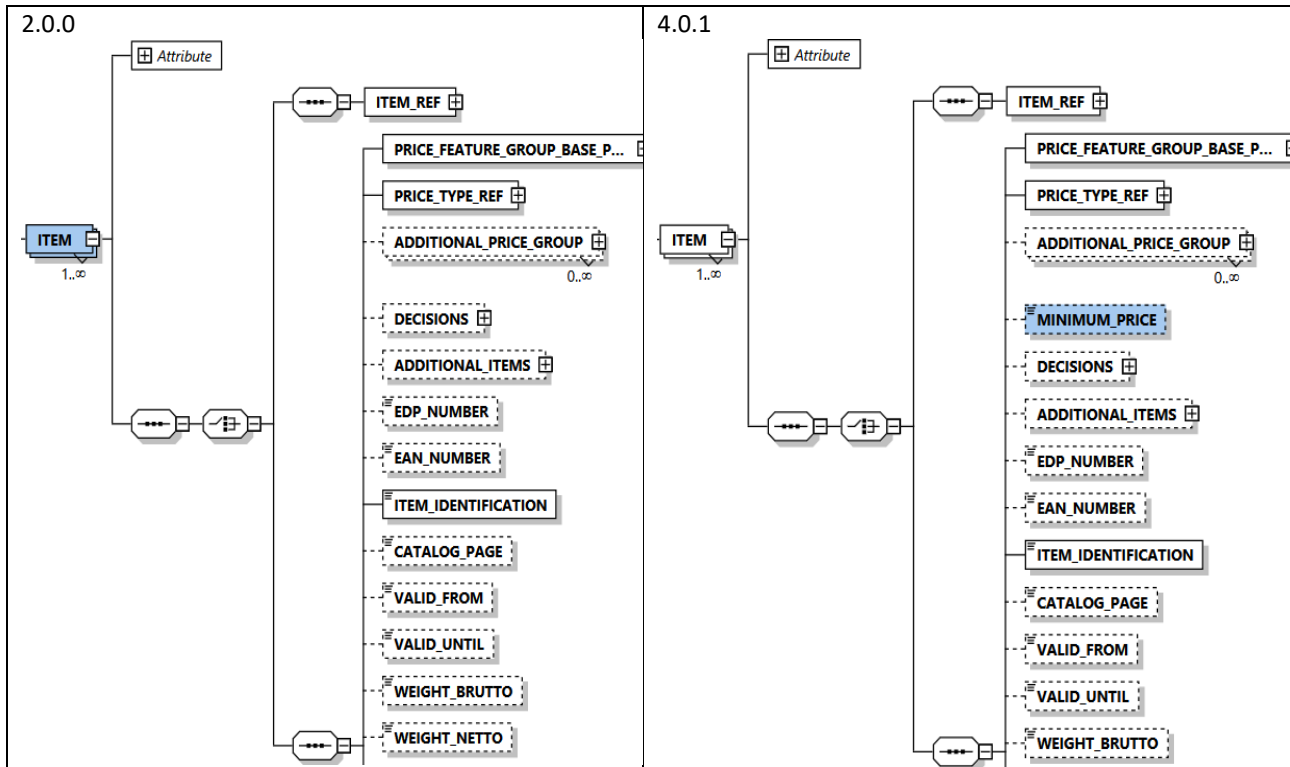 2.0.0
Attribute
ITEM_REF
PRICE_FEATURE_GROUP_BASE_P...
PRICE_TYPE_REF
ITEM
1..∞
ADDITIONAL_PRICE_GROUP
0..∞
DECISIONS
ADDITIONAL_ITEMS
EDP_NUMBER
EAN_NUMBER
ITEM_IDENTIFICATION
CATALOG_PAGE
VALID_FROM
VALID_UNTIL
WEIGHT_BRUTTO
WEIGHT_NETTO
4.0.1
Attribute
ITEM_REF
PRICE_FEATURE_GROUP_BASE_P...
PRICE_TYPE_REF
ITEM
1..∞
ADDITIONAL_PRICE_GROUP
0..∞
MINIMUM_PRICE
DECISIONS
ADDITIONAL_ITEMS
EDP_NUMBER
EAN_NUMBER
ITEM_IDENTIFICATION
CATALOG_PAGE
VALID_FROM
VALID_UNTIL
WEIGHT_BRUTTO